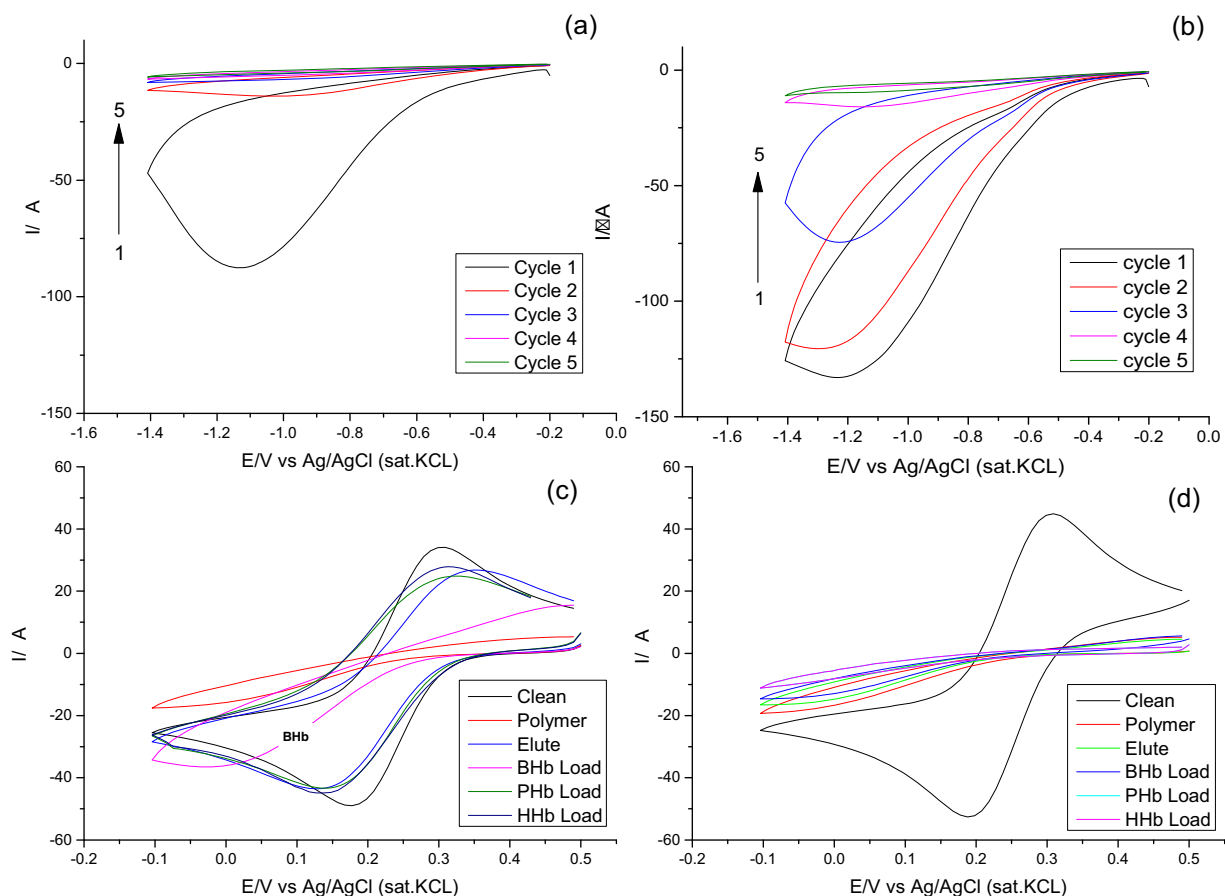 (a)
0
-50
-100
-150
I/ A
5
1
Cycle 1
Cycle 2
Cycle 3
Cycle 4
Cycle 5
-1.6 -1.4 -1.2 -1.0 -0.8 -0.6 -0.4 -0.2 0.0
E/V vs Ag/AgCl (sat.KCL)
(b)
0
-50
-100
-150
I/□A
5
1
cycle 1
cycle 2
cycle 3
cycle 4
cycle 5
-1.6 -1.4 -1.2 -1.0 -0.8 -0.6 -0.4 -0.2 0.0
E/V vs Ag/AgCl (sat.KCL)
(c)
60
40
20
0
-20
-40
-60
I/ A
BHb
Clean
Polymer
Elute
BHb Load
PHb Load
HHb Load
-0.2 -0.1 0.0 0.1 0.2 0.3 0.4 0.5
E/V vs Ag/AgCl (sat.KCL)
(d)
60
40
20
0
-20
-40
-60
I/ A
Clean
Polymer
Elute
BHb Load
PHb Load
HHb Load
-0.2 -0.1 0.0 0.1 0.2 0.3 0.4 0.5
E/V vs Ag/AgCl (sat.KCL)